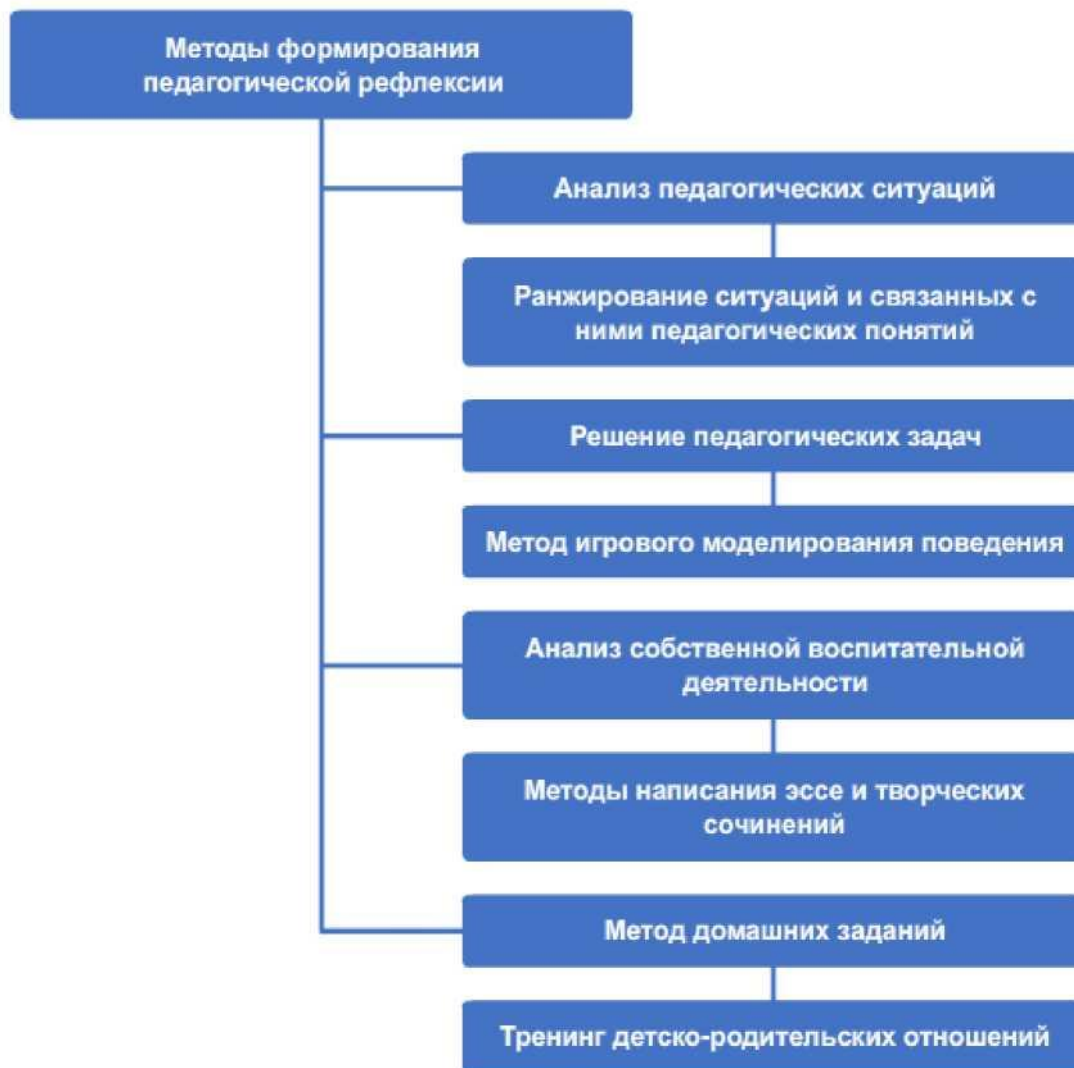 Методы формирования
педагогической рефлексии
Анализ педагогических ситуаций
Ранжирование ситуаций и связанных с
ними педагогических понятий
Решение педагогических задач
Метод игрового моделирования поведения
Анализ собственной воспитательной
деятельности
Методы написания эссе и творческих
сочинений
Метод домашних заданий
Тренинг детско-родительских отношений